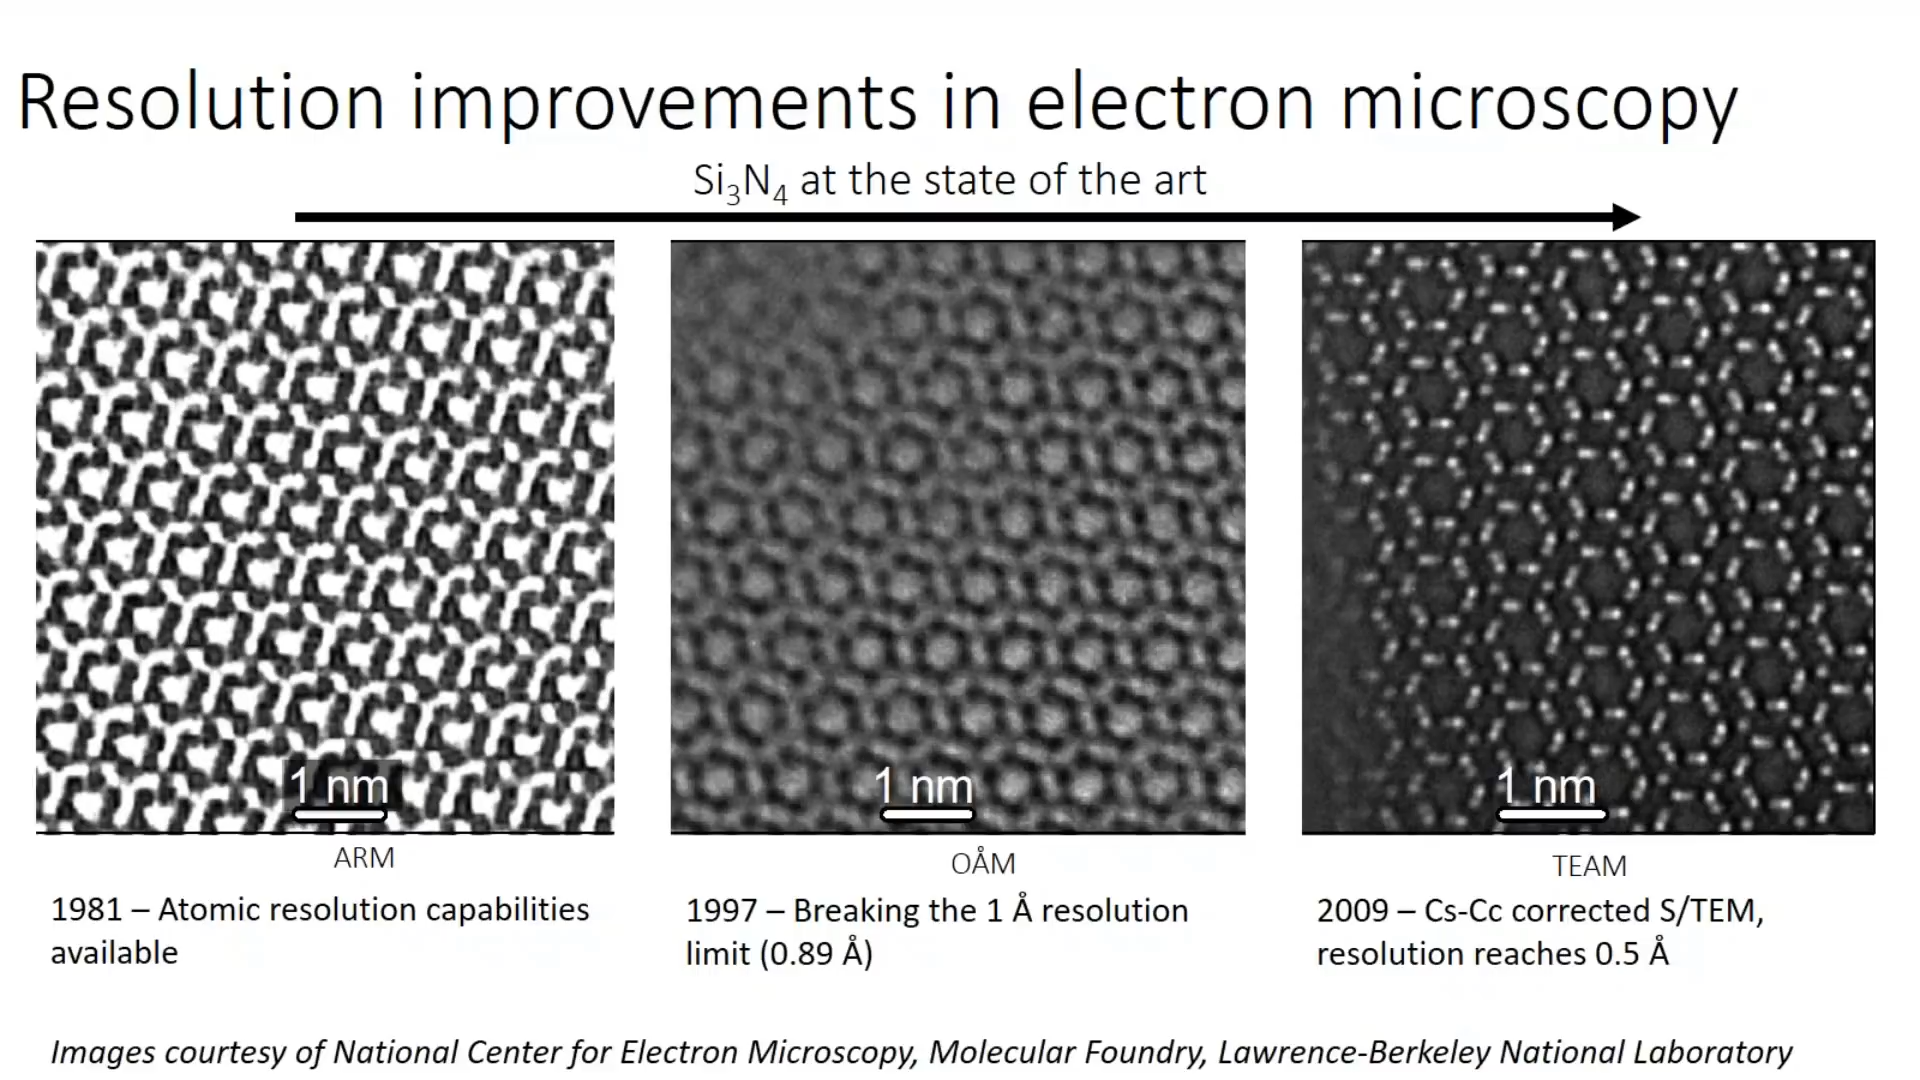 Resolution improvements in electron microscopy
Si₃N₄ at the state of the art
1 nm
1 nm
1 nm
ARM
OÅM
TEAM
1981 – Atomic resolution capabilities
available
1997 – Breaking the 1 Å resolution
limit (0.89 Å)
2009 – Cs-Cc corrected S/TEM,
resolution reaches 0.5 Å
Images courtesy of National Center for Electron Microscopy, Molecular Foundry, Lawrence-Berkeley National Laboratory